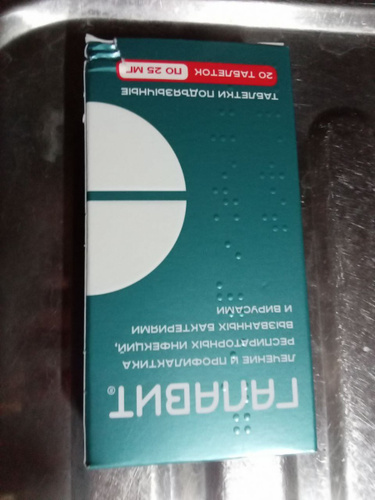 ГАЛАВИТ®
ЛЕЧЕНИЕ И ПРОФИЛАКТИКА
РЕСПИРАТОРНЫХ ИНФЕКЦИЙ,
ВЫЗВАННЫХ БАКТЕРИЯМИ
И ВИРУСАМИ
ТАБЛЕТКИ ПОДЪЯЗЫЧНЫЕ
20 ТАБЛЕТОК ПО 25 МГ